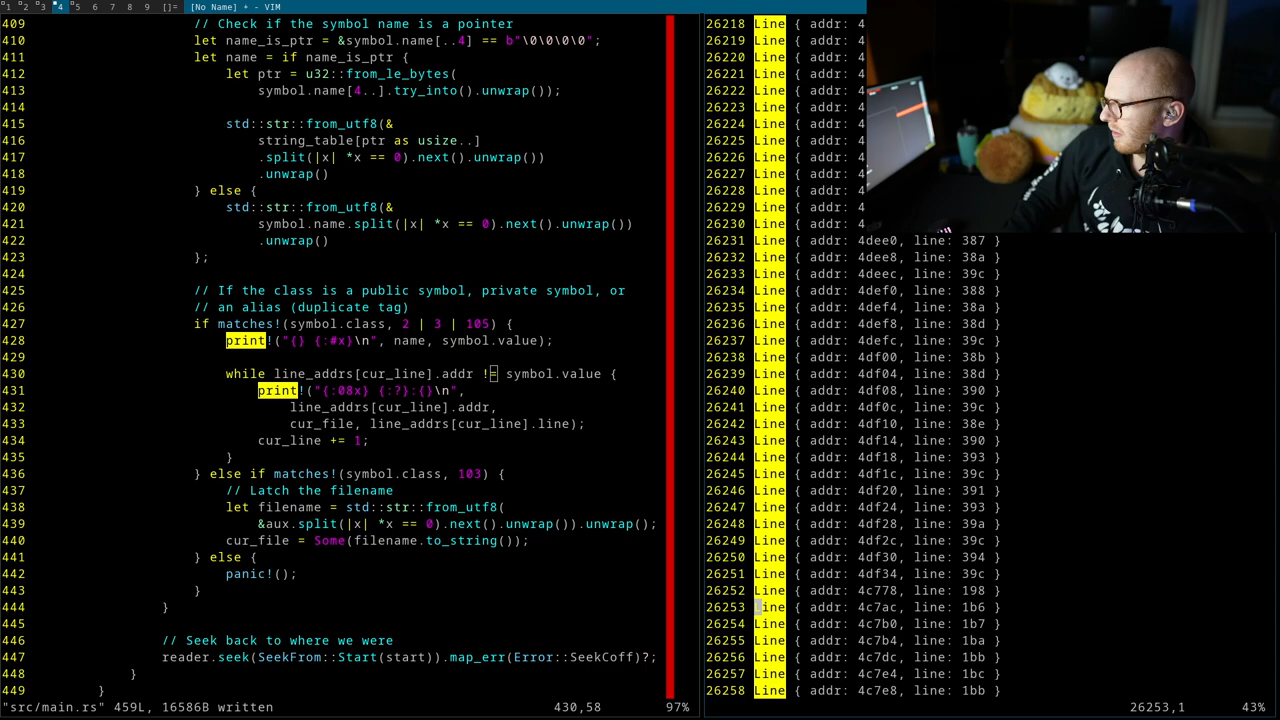 1 2 3 4 5 6 7 8 9 []= [No Name] + - VIM
409 // Check if the symbol name is a pointer
410 let name_is_ptr = &symbol.name[..4] == b"\0\0\0\0";
411 let name = if name_is_ptr {
412 let ptr = u32::from_le_bytes(
413 symbol.name[4..].try_into().unwrap());
414
415 std::str::from_utf8(&
416 string_table[ptr as usize..]
417 .split(|x| *x == 0).next().unwrap())
418 .unwrap()
419 } else {
420 std::str::from_utf8(&
421 symbol.name.split(|x| *x == 0).next().unwrap())
422 .unwrap()
423 };
424
425 // If the class is a public symbol, private symbol, or
426 // an alias (duplicate tag)
427 if matches!(symbol.class, 2 | 3 | 105) {
428 print!("{} {:#x}\n", name, symbol.value);
429
430 while line_addrs[cur_line].addr != symbol.value {
431 print!("{:08x} {:?}:{}\n",
432 line_addrs[cur_line].addr,
433 cur_file, line_addrs[cur_line].line);
434 cur_line += 1;
435 }
436 } else if matches!(symbol.class, 103) {
437 // Latch the filename
438 let filename = std::str::from_utf8(
439 &aux.split(|x| *x == 0).next().unwrap()).unwrap();
440 cur_file = Some(filename.to_string());
441 } else {
442 panic!();
443 }
444 }
445
446 // Seek back to where we were
447 reader.seek(SeekFrom::Start(start)).map_err(Error::SeekCoff)?;
448 }
449 }
"src/main.rs" 459L, 16586B written 430,58 97%
26218 Line { addr: 4
26219 Line { addr: 4
26220 Line { addr: 4
26221 Line { addr: 4
26222 Line { addr: 4
26223 Line { addr: 4
26224 Line { addr: 4
26225 Line { addr: 4
26226 Line { addr: 4
26227 Line { addr: 4
26228 Line { addr: 4
26229 Line { addr: 4
26230 Line { addr: 4
26231 Line { addr: 4dee0, line: 387 }
26232 Line { addr: 4dee8, line: 38a }
26233 Line { addr: 4deec, line: 39c }
26234 Line { addr: 4def0, line: 388 }
26235 Line { addr: 4def4, line: 38a }
26236 Line { addr: 4def8, line: 38d }
26237 Line { addr: 4defc, line: 39c }
26238 Line { addr: 4df00, line: 38b }
26239 Line { addr: 4df04, line: 38d }
26240 Line { addr: 4df08, line: 390 }
26241 Line { addr: 4df0c, line: 39c }
26242 Line { addr: 4df10, line: 38e }
26243 Line { addr: 4df14, line: 390 }
26244 Line { addr: 4df18, line: 393 }
26245 Line { addr: 4df1c, line: 39c }
26246 Line { addr: 4df20, line: 391 }
26247 Line { addr: 4df24, line: 393 }
26248 Line { addr: 4df28, line: 39a }
26249 Line { addr: 4df2c, line: 39c }
26250 Line { addr: 4df30, line: 394 }
26251 Line { addr: 4df34, line: 39c }
26252 Line { addr: 4c778, line: 198 }
26253 Line { addr: 4c7ac, line: 1b6 }
26254 Line { addr: 4c7b0, line: 1b7 }
26255 Line { addr: 4c7b4, line: 1ba }
26256 Line { addr: 4c7dc, line: 1bb }
26257 Line { addr: 4c7e4, line: 1bc }
26258 Line { addr: 4c7e8, line: 1bb }
26253,1 43%